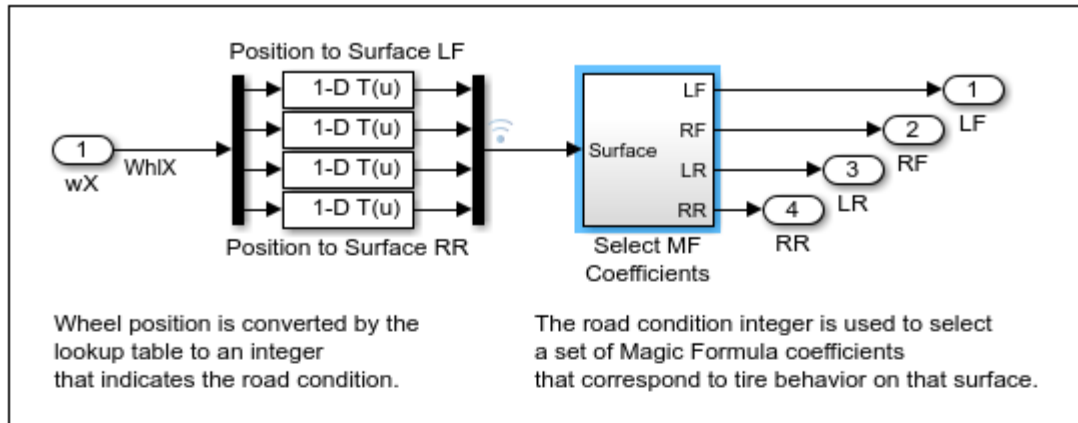 Position to Surface LF
1-D T(u)
1-D T(u)
1-D T(u)
1-D T(u)
Position to Surface RR
1
wX
WhlX
Surface
LF
RF
LR
RR
Select MF
Coefficients
1
LF
2
RF
3
LR
4
RR
Wheel position is converted by the
lookup table to an integer
that indicates the road condition.
The road condition integer is used to select
a set of Magic Formula coefficients
that correspond to tire behavior on that surface.